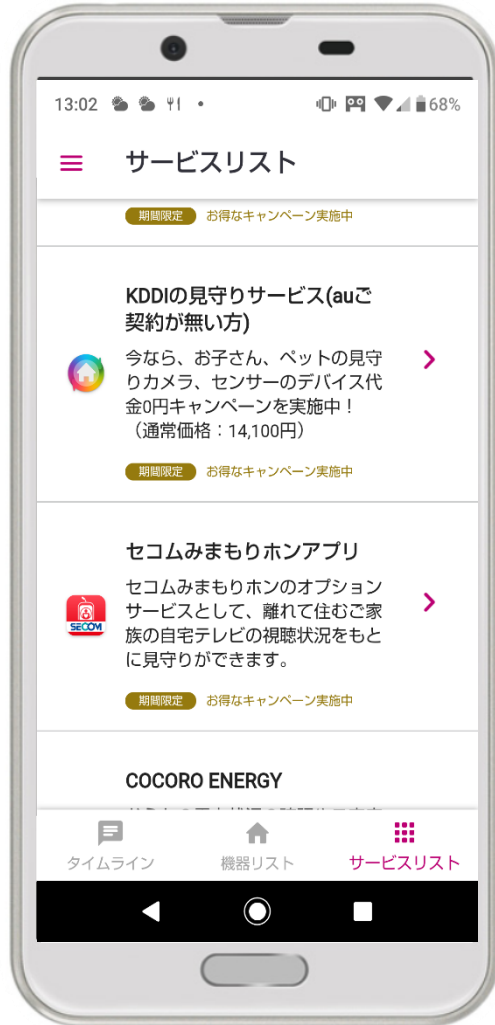 13:02
68%
サービスリスト
期間限定 お得なキャンペーン実施中
KDDIの見守りサービス(auご
契約が無い方)
今なら、お子さん、ペットの見守
りカメラ、センサーのデバイス代
金0円キャンペーンを実施中！
（通常価格：14,100円）
期間限定 お得なキャンペーン実施中
セコムみまもりホンアプリ
SECOM
セコムみまもりホンのオプション
サービスとして、離れて住むご家
族の自宅テレビの視聴状況をもと
に見守りができます。
期間限定 お得なキャンペーン実施中
COCORO ENERGY
タイムライン
機器リスト
サービスリスト